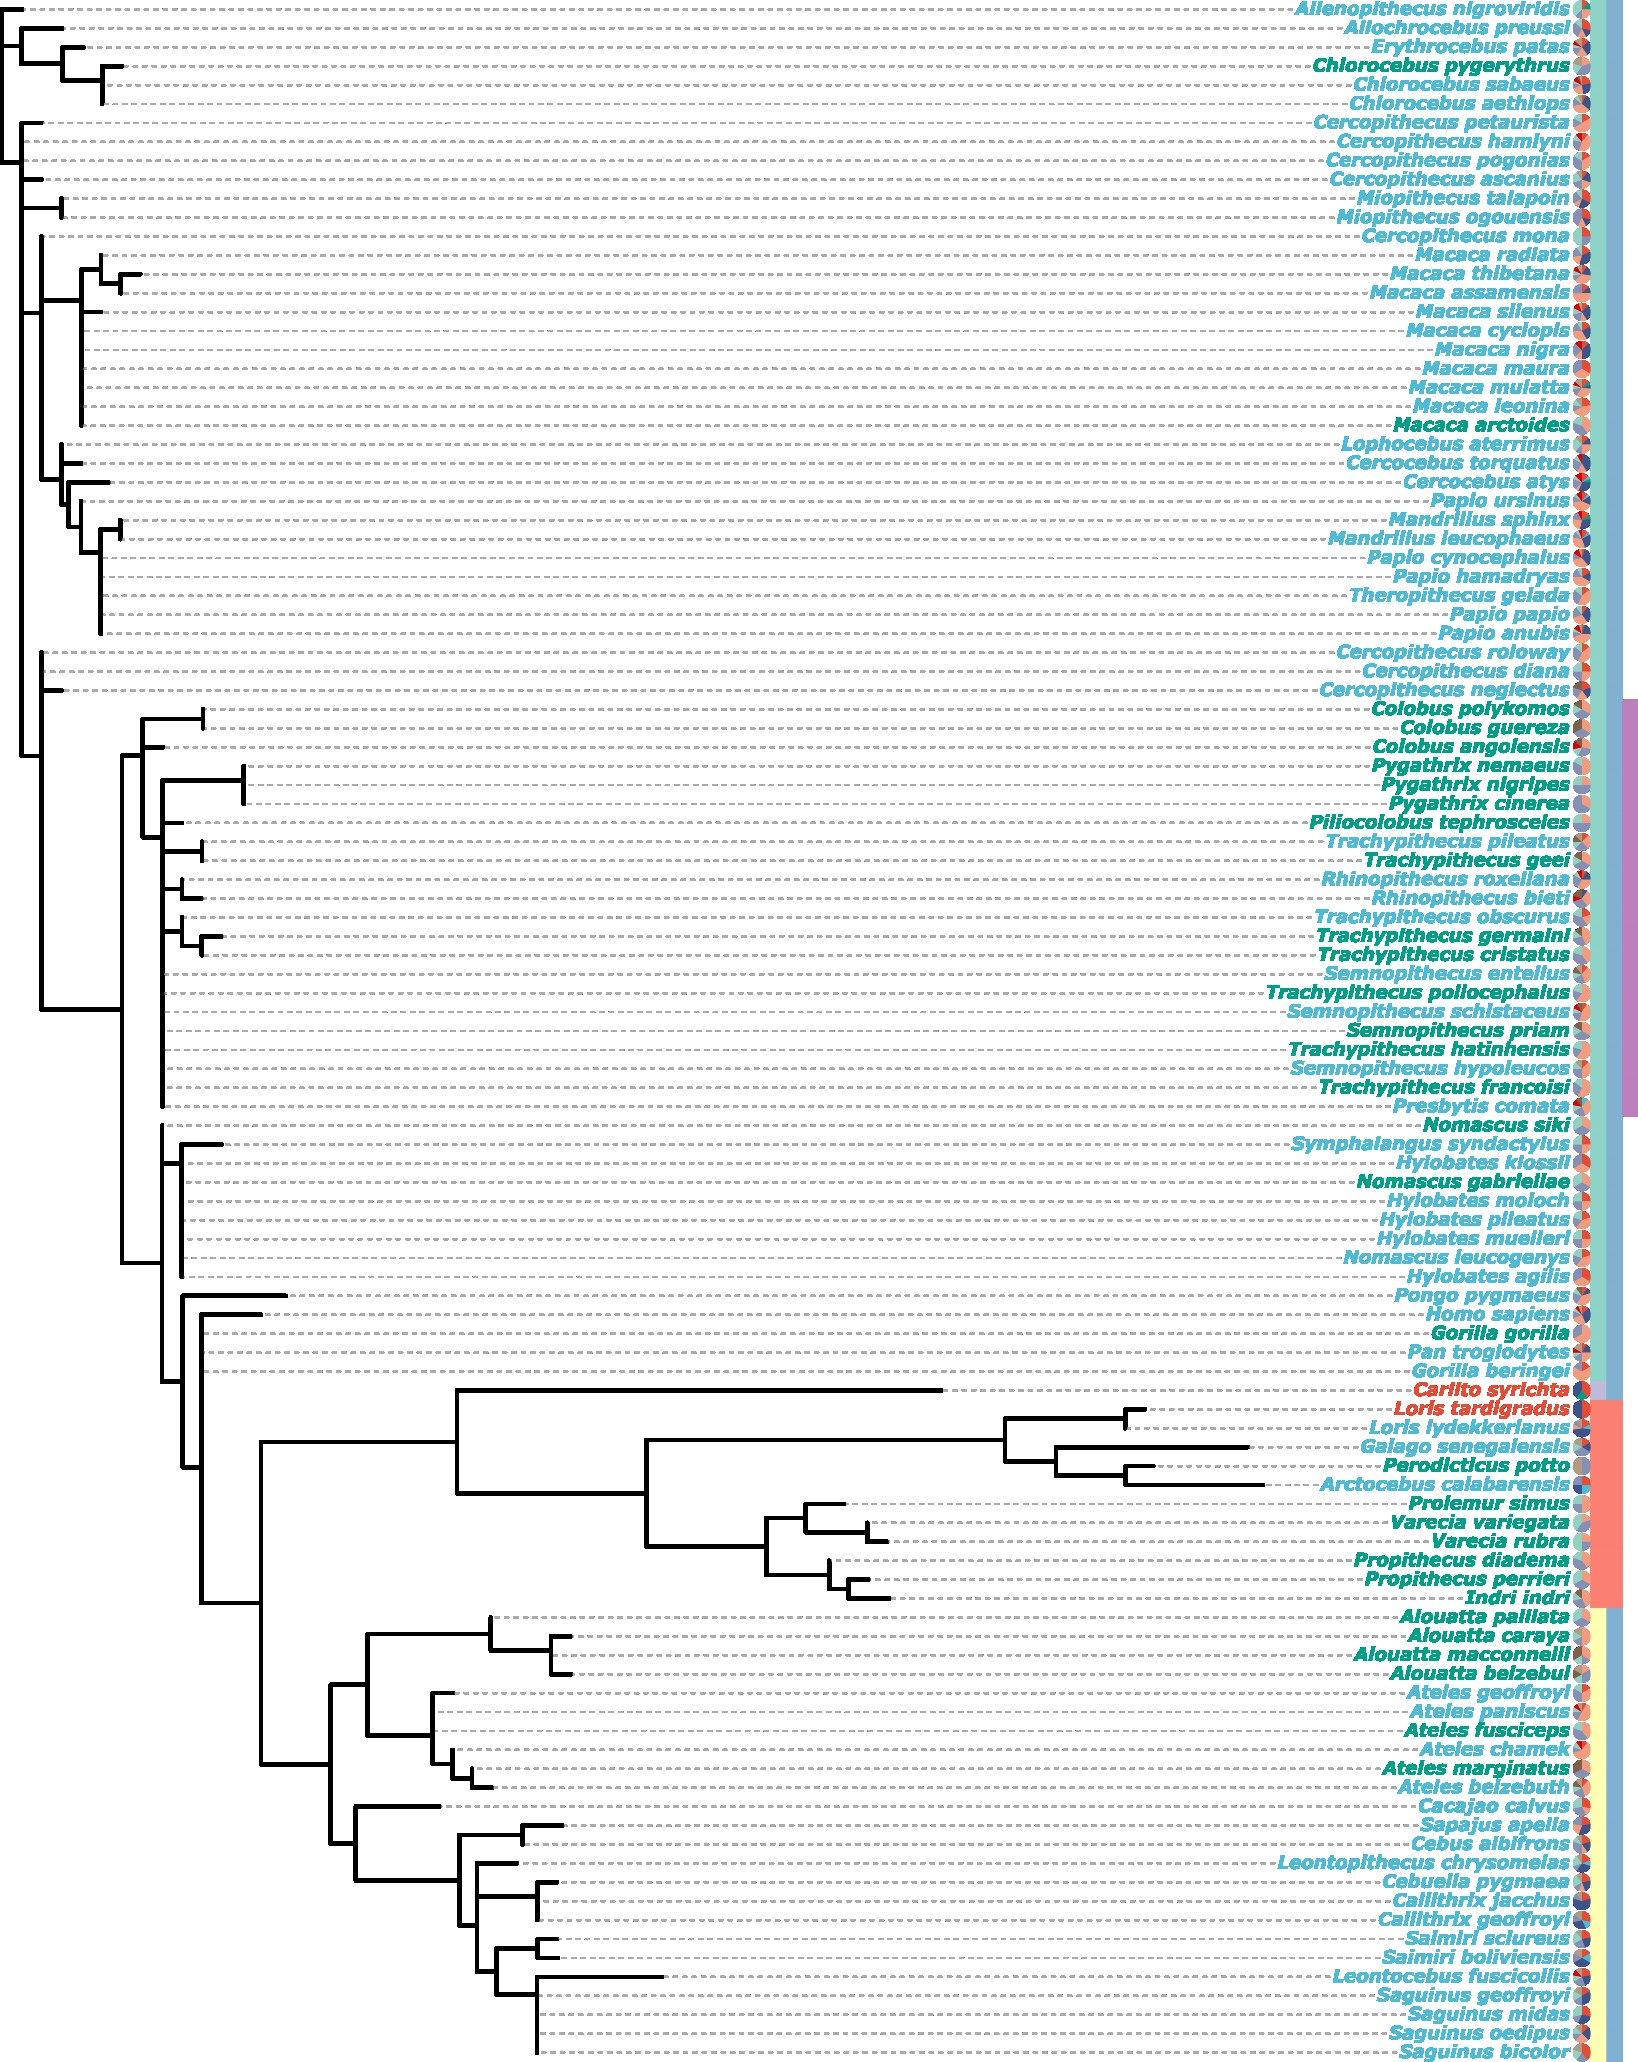 Allenopithecus nigroviridis
Allochrocebus preussi
Erythrocebus patas
Chlorocebus pygerythrus
Chlorocebus sabaeus
Chlorocebus aethiops
Cercopithecus petaurista
Cercopithecus hamlyni
Cercopithecus pogonias
Cercopithecus ascanius
Miopithecus talapoin
Miopithecus ogouensis
Cercopithecus mona
Macaca radiata
Macaca thibetana
Macaca assamensis
Macaca silenus
Macaca cyclopis
Macaca nigra
Macaca maura
Macaca mulatta
Macaca leonina
Macaca arctoides
Lophocebus aterrimus
Cercocebus torquatus
Cercocebus atys
Papio ursinus
Mandrillus sphinx
Mandrillus leucophaeus
Papio cynocephalus
Papio hamadryas
Theropithecus gelada
Papio papio
Papio anubis
Cercopithecus roloway
Cercopithecus diana
Cercopithecus neglectus
Colobus polykomos
Colobus guereza
Colobus angolensis
Pygathrix nemaeus
Pygathrix nigripes
Pygathrix cinerea
Piliocolobus tephrosceles
Trachypithecus pileatus
Trachypithecus geei
Rhinopithecus roxellana
Rhinopithecus bieti
Trachypithecus obscurus
Trachypithecus germaini
Trachypithecus cristatus
Semnopithecus entellus
Trachypithecus poliocephalus
Semnopithecus schistaceus
Semnopithecus priam
Trachypithecus hatinhensis
Semnopithecus hypoleucos
Trachypithecus francoisi
Presbytis comata
Nomascus siki
Symphalangus syndactylus
Hylobates klossii
Nomascus gabriellae
Hylobates moloch
Hylobates pileatus
Hylobates muelleri
Nomascus leucogenys
Hylobates agilis
Pongo pygmaeus
Homo sapiens
Gorilla gorilla
Pan troglodytes
Gorilla beringei
Carlito syrichta
Loris tardigradus
Loris lydekkerianus
Galago senegalensis
Perodicticus potto
Arctocebus calabarensis
Prolemur simus
Varecia variegata
Varecia rubra
Propithecus diadema
Propithecus perrieri
Indri indri
Alouatta palliata
Alouatta caraya
Alouatta macconnelli
Alouatta belzebul
Ateles geoffroyi
Ateles paniscus
Ateles fusciceps
Ateles chamek
Ateles marginatus
Ateles belzebuth
Cacajao calvus
Sapajus apella
Cebus albifrons
Leontopithecus chrysomelas
Cebuella pygmaea
Callithrix jacchus
Callithrix geoffroyi
Saimiri sciureus
Saimiri boliviensis
Leontocebus fuscicollis
Saguinus geoffroyi
Saguinus midas
Saguinus oedipus
Saguinus bicolor